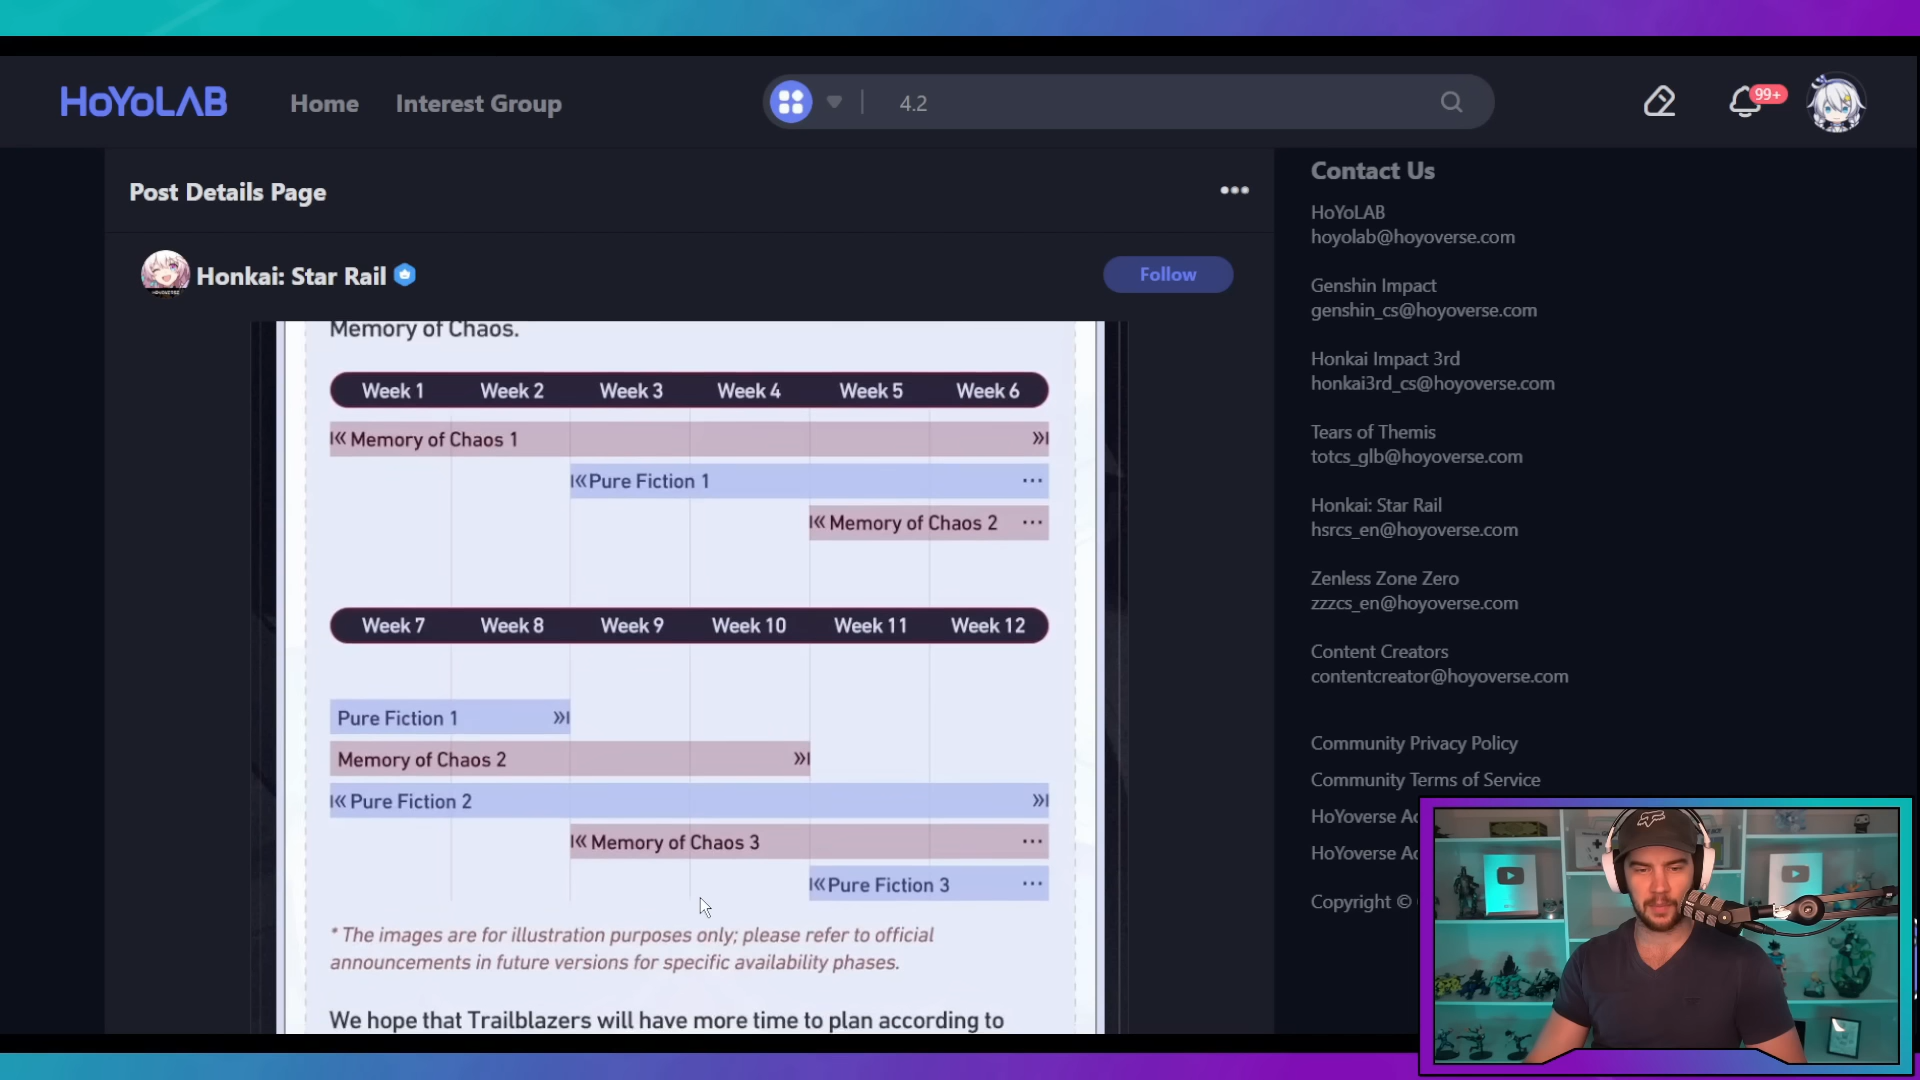 HoYoLAB
Home
Interest Group
4.2
99+
Post Details Page
Honkai: Star Rail
Follow
Memory of Chaos.
Week 1 Week 2 Week 3 Week 4 Week 5 Week 6
Memory of Chaos 1
Pure Fiction 1
Memory of Chaos 2
Week 7 Week 8 Week 9 Week 10 Week 11 Week 12
Pure Fiction 1
Memory of Chaos 2
Pure Fiction 2
Memory of Chaos 3
Pure Fiction 3
* The images are for illustration purposes only; please refer to official
announcements in future versions for specific availability phases.
We hope that Trailblazers will have more time to plan according to
Contact Us
HoYoLAB
hoyolab@hoyoverse.com
Genshin Impact
genshin_cs@hoyoverse.com
Honkai Impact 3rd
honkai3rd_cs@hoyoverse.com
Tears of Themis
totcs_glb@hoyoverse.com
Honkai: Star Rail
hsrcs_en@hoyoverse.com
Zenless Zone Zero
zzzcs_en@hoyoverse.com
Content Creators
contentcreator@hoyoverse.com
Community Privacy Policy
Community Terms of Service
HoYoverse Ac
HoYoverse Ac
Copyright ©